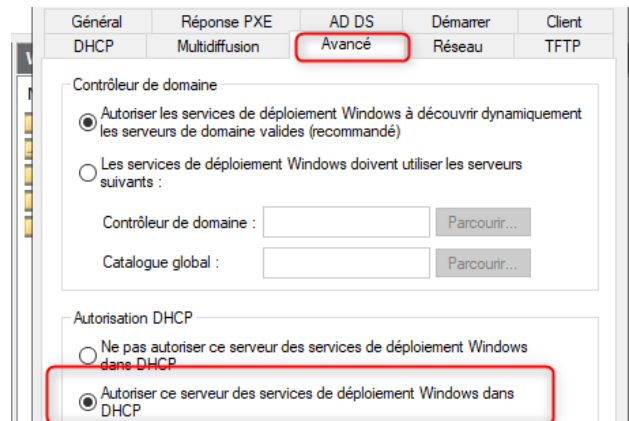 Général Réponse PXE AD DS Démarrer Client
DHCP Multidiffusion Avancé Réseau TFTP
Contrôleur de domaine
Autoriser les services de déploiement Windows à découvrir dynamiquement
les serveurs de domaine valides (recommandé)
Les services de déploiement Windows doivent utiliser les serveurs
suivants :
Contrôleur de domaine : Parcourir...
Catalogue global : Parcourir...
Autorisation DHCP
Ne pas autoriser ce serveur des services de déploiement Windows
dans DHCP
Autoriser ce serveur des services de déploiement Windows dans
DHCP